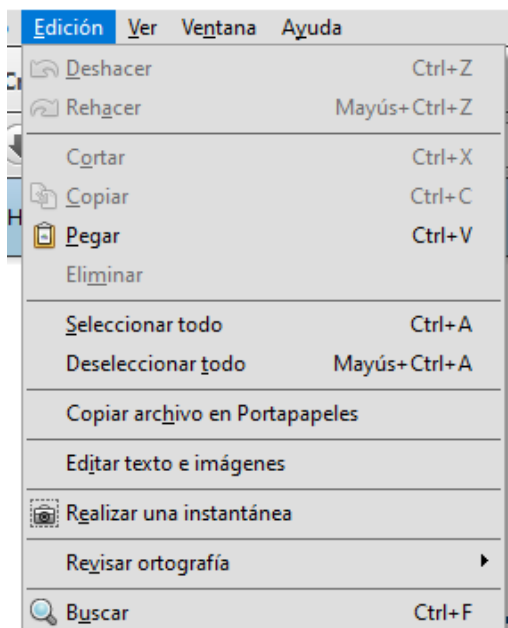 Edición Ver Ventana Ayuda
Deshacer Ctrl+Z
Rehacer Mayús+Ctrl+Z
Cortar Ctrl+X
Copiar Ctrl+C
Pegar Ctrl+V
Eliminar
Seleccionar todo Ctrl+A
Deseleccionar todo Mayús+Ctrl+A
Copiar archivo en Portapapeles
Editar texto e imágenes
Realizar una instantánea
Revisar ortografía
Buscar Ctrl+F